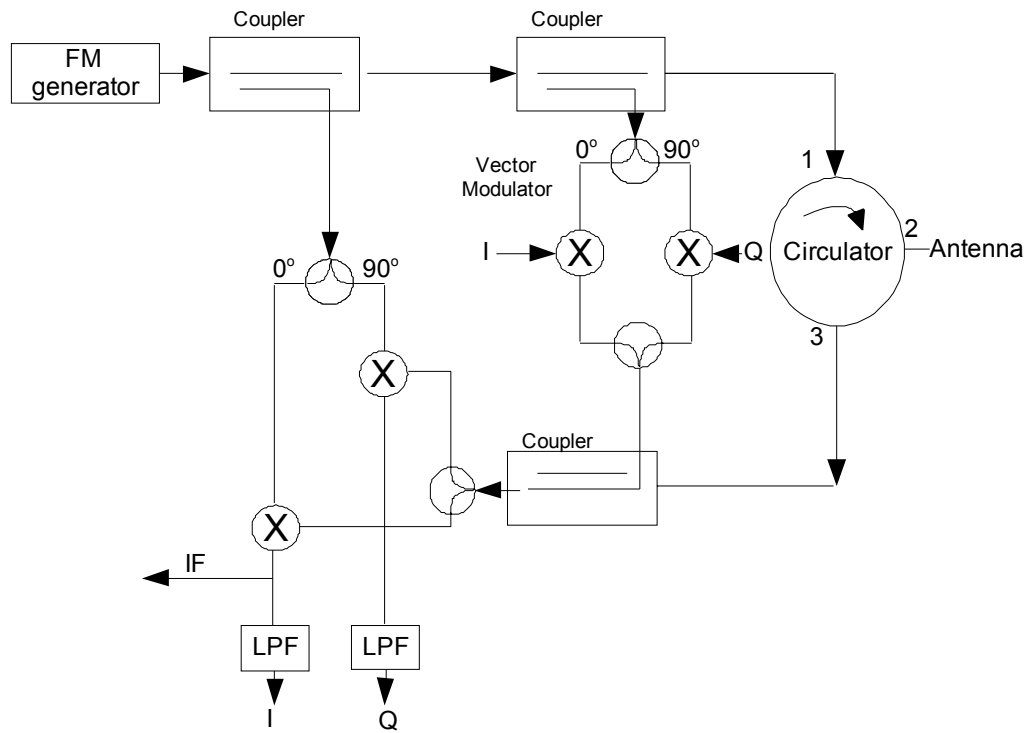 Coupler
Coupler
FM
generator
0º
90º
Vector
Modulator
1
X
X
I
Q
Circulator
2
Antenna
0º
90º
3
X
Coupler
X
IF
LPF
LPF
I
Q